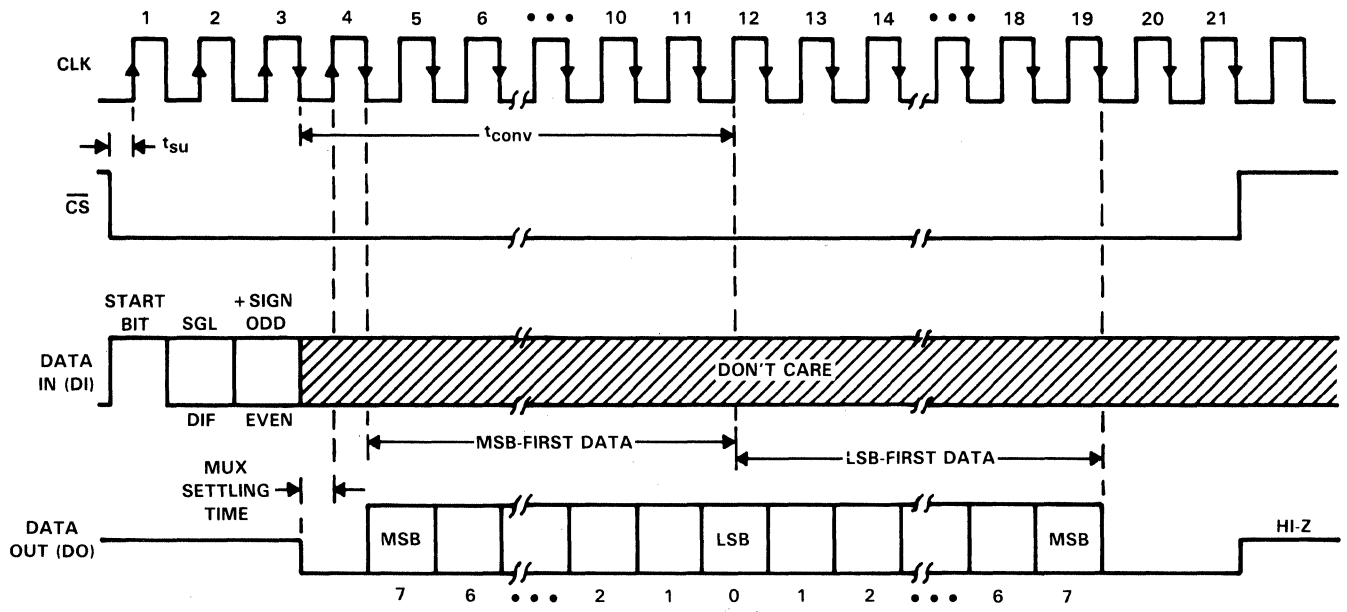 1 2 3 4 5 6 ••• 10 11 12 13 14 ••• 18 19 20 21
CLK
tsu
tconv
CS
START BIT
SGL
+ SIGN ODD
DATA IN (DI)
DON'T CARE
DIF
EVEN
MSB-FIRST DATA
LSB-FIRST DATA
MUX SETTLING TIME
DATA OUT (DO)
MSB
LSB
MSB
HI-Z
7 6 ••• 2 1 0 1 2 ••• 6 7